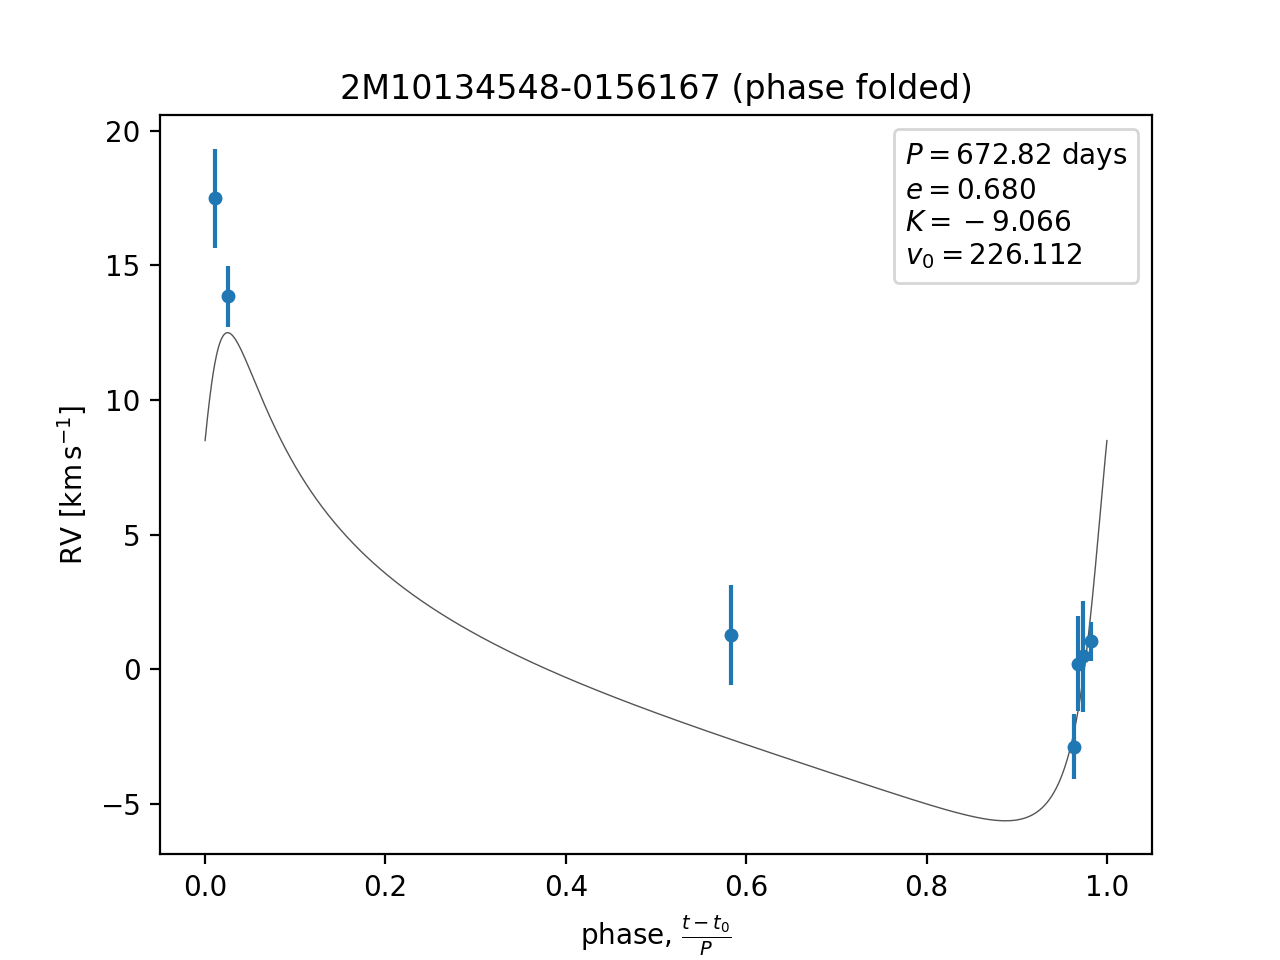 2M10134548-0156167 (phase folded)
P = 672.82 days
e = 0.680
K = −9.066
v₀ = 226.112
RV [km s⁻¹]
20
15
10
5
0
−5
0.0 0.2 0.4 0.6 0.8 1.0
phase, (t − t₀)/P